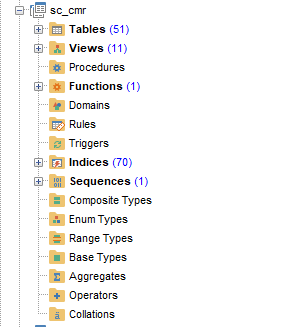 sc_cmr
Tables (51)
Views (11)
Procedures
Functions (1)
Domains
Rules
Triggers
Indices (70)
Sequences (1)
Composite Types
Enum Types
Range Types
Base Types
Aggregates
Operators
Collations